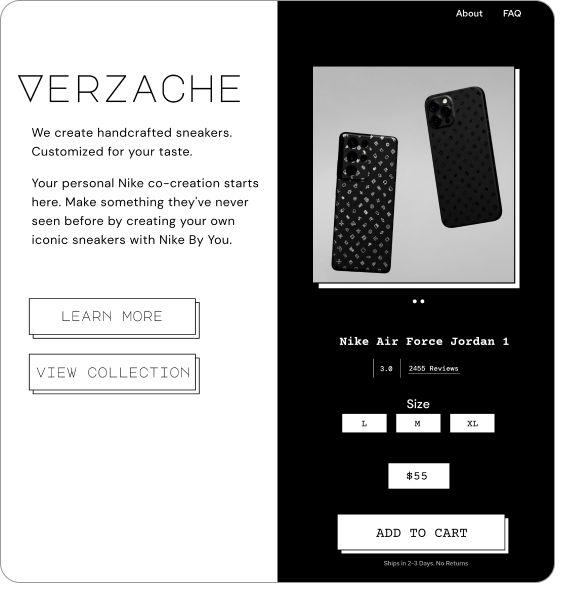 About FAQ
VERZACHE
We create handcrafted sneakers.
Customized for your taste.
Your personal Nike co-creation starts
here. Make something they've never
seen before by creating your own
iconic sneakers with Nike By You.
LEARN MORE
VIEW COLLECTION
Nike Air Force Jordan 1
3.0 2455 Reviews
Size
L M XL
$55
ADD TO CART
Ships in 2-3 Days. No Returns